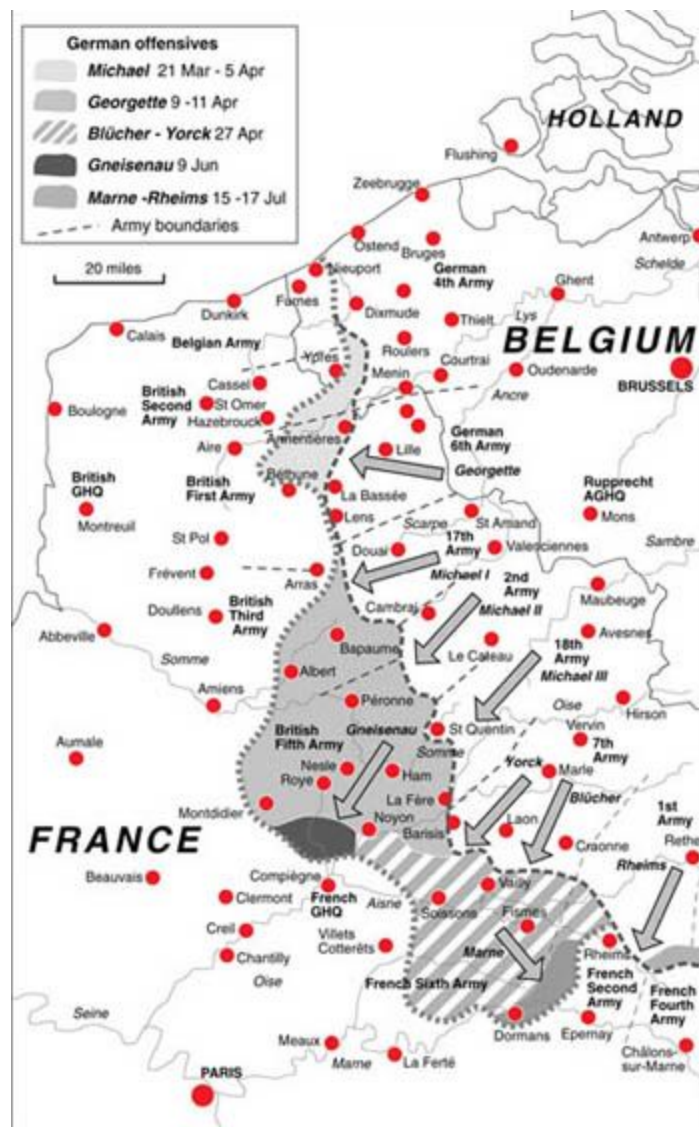 German offensives
Michael 21 Mar - 5 Apr
Georgette 9 -11 Apr
Blücher - Yorck 27 Apr
Gneisenau 9 Jun
Marne -Rheims 15 -17 Jul
Army boundaries
20 miles
HOLLAND
Flushing
Zeebrugge
Antwerp
Ostend
Bruges
Schelde
Nieuport
German
4th Army
Ghent
Furnes
Dunkirk
Dixmude
Lys
Thielt
Calais
Belgian Army
Roulers
BELGIUM
Ypres
Courtrai
Cassel
Menin
Oudenarde
BRUSSELS
British
Second
Army
St Omer
Ancre
Boulogne
Hazebrouck
Aire
Armentières
Lille
German
6th Army
Béthune
Georgette
British
GHQ
British
First Army
La Bassée
Rupprecht
AGHQ
Montreuil
Lens
Scarpe
St Amand
Mons
St Pol
Douai
17th
Army
Valenciennes
Sambre
Frévent
Arras
Michael I
2nd
Army
Maubeuge
Doullens
British
Third
Army
Cambrai
Michael II
Abbeville
Bapaume
Le Cateau
Avesnes
18th
Army
Somme
Albert
Michael III
Amiens
Péronne
Oise
Hirson
British
Fifth Army
Gneisenau
St Quentin
Vervin
Aumale
Somme
7th
Army
Nesle
Yorck
Roye
Ham
Marle
Montdidier
La Fère
Blücher
1st
Army
FRANCE
Noyon
Barisis
Laon
Craonne
Rethe
Beauvais
Compiègne
Rheims
Clermont
French
GHQ
Aisne
Vailly
Soissons
Fismes
Creil
Villets
Cotterêts
Marne
Rheims
Chantilly
Oise
French Sixth Army
French
Second
Army
French
Fourth
Army
Seine
Dormans
Epernay
Meaux
Marne
La Ferté
Châlons-
sur-Marne
PARIS